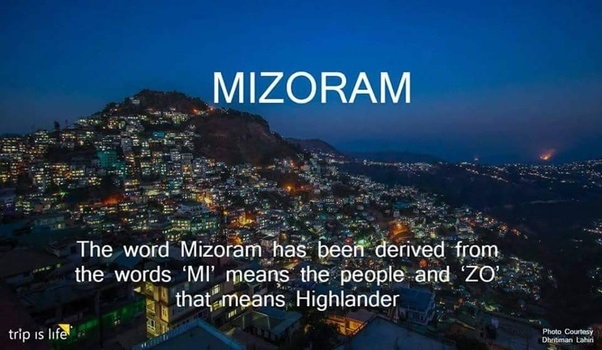 MIZORAM
The word Mizoram has been derived from
the words ‘MI’ means the people and ‘ZO’
that means Highlander
trip is life
Photo Courtesy
Dhritiman Lahiri